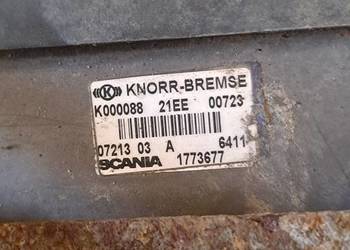 KNORR-BREMSE
K000088 21EE 00723
07213 03 A 6411
SCANIA 1773677